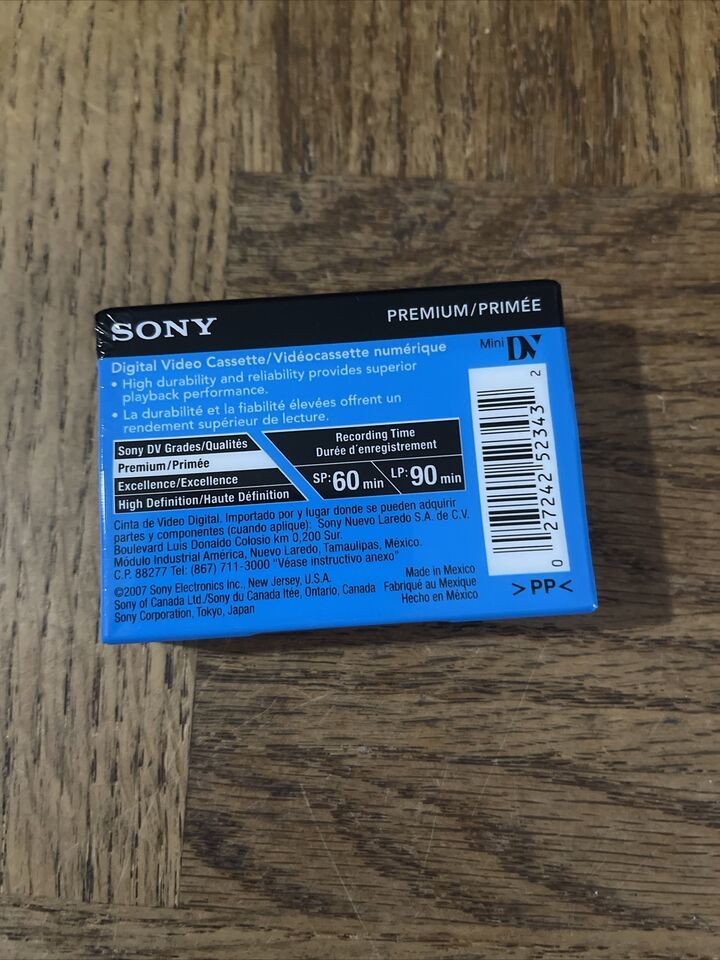 SONY
PREMIUM/PRIMÉE
Digital Video Cassette/Vidéocassette numérique
Mini DV
• High durability and reliability provides superior
playback performance.
• La durabilité et la fiabilité élevées offrent un
rendement supérieur de lecture.
Sony DV Grades/Qualités
Premium/Primée
Excellence/Excellence
High Definition/Haute Définition
Recording Time
Durée d'enregistrement
SP: 60 min LP: 90 min
Cinta de Video Digital. Importado por y lugar donde se pueden adquirir
partes y componentes (cuando aplique): Sony Nuevo Laredo S.A. de C.V.
Boulevard Luis Donaldo Colosio km 0,200 Sur.
Módulo Industrial América, Nuevo Laredo, Tamaulipas, México.
C.P. 88277 Tel: (867) 711-3000 "Véase instructivo anexo"
©2007 Sony Electronics Inc., New Jersey, U.S.A.
Sony of Canada Ltd./Sony du Canada ltée, Ontario, Canada
Sony Corporation, Tokyo, Japan
Made in Mexico
Fabriqué au Mexique
Hecho en México
0 27242 52343 2
>PP<